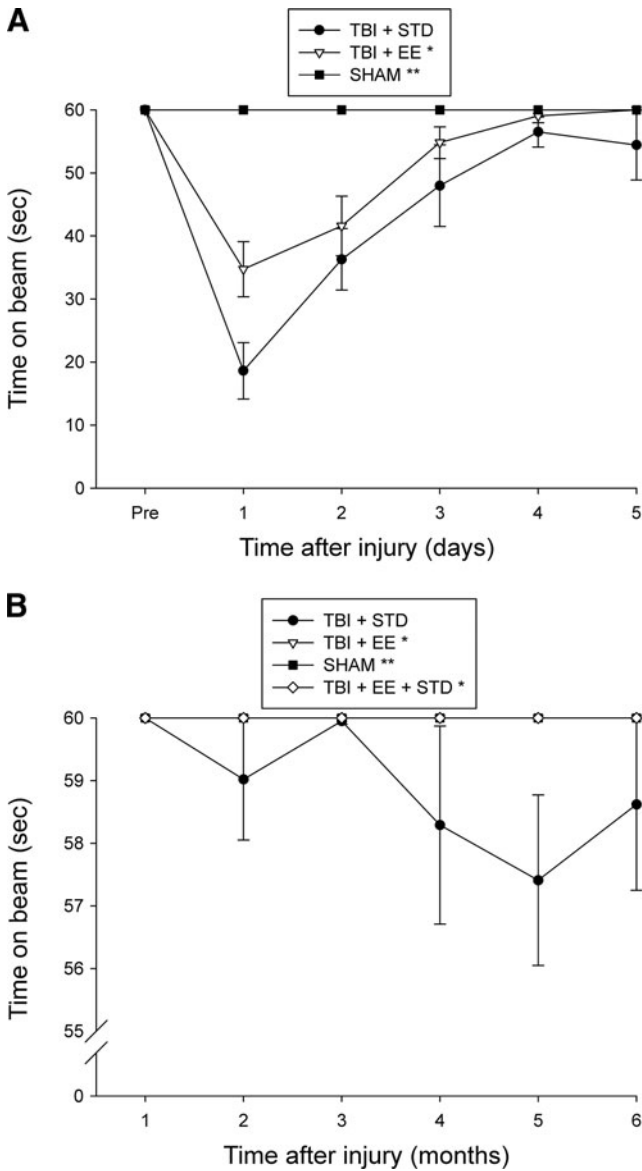 A
TBI + STD
TBI + EE *
SHAM **
60
50
40
30
20
10
0
Time on beam (sec)
Pre 1 2 3 4 5
Time after injury (days)
B
TBI + STD
TBI + EE *
SHAM **
TBI + EE + STD *
60
59
58
57
56
55
0
Time on beam (sec)
1 2 3 4 5 6
Time after injury (months)